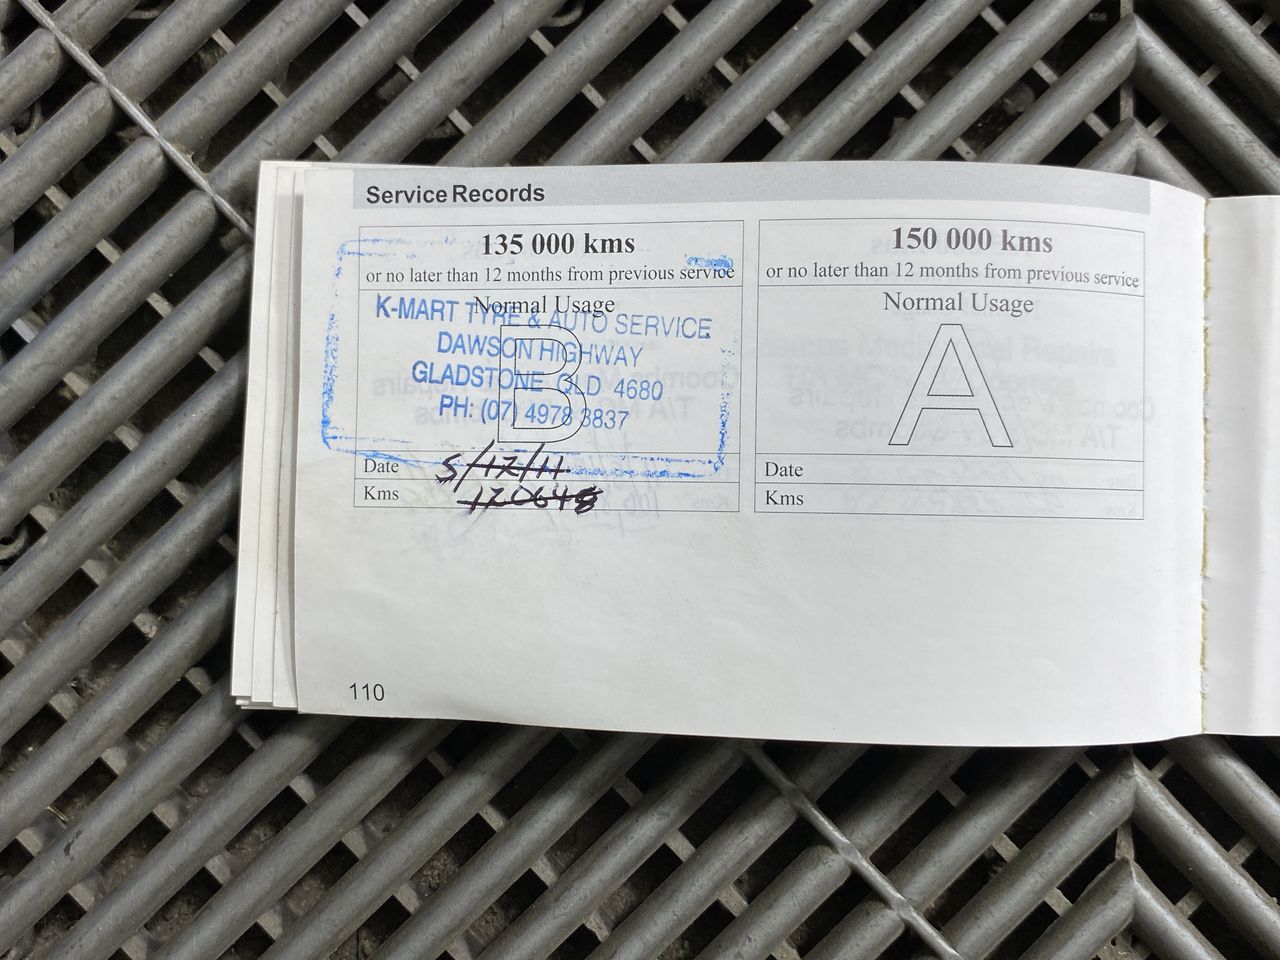 Service Records
135 000 kms
or no later than 12 months from previous service
Normal Usage
B
K-MART TYRE & AUTO SERVICE
DAWSON HIGHWAY
GLADSTONE QLD 4680
PH: (07) 4978 3837
Date 5/12/11
Kms 120648
150 000 kms
or no later than 12 months from previous service
Normal Usage
A
Date
Kms
110